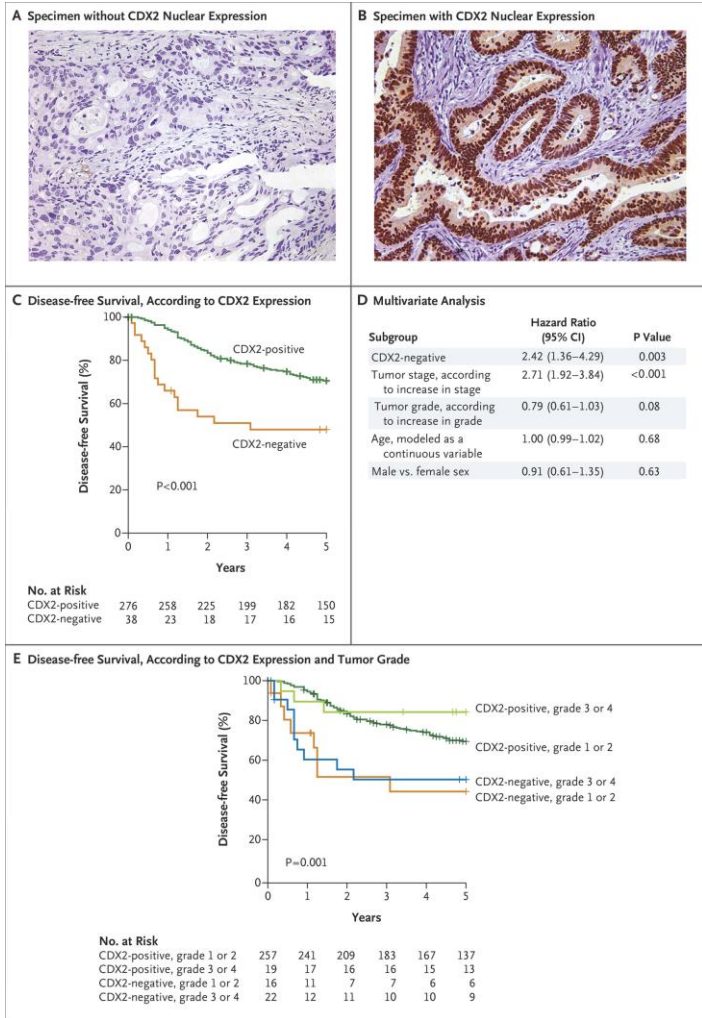 A Specimen without CDX2 Nuclear Expression
B Specimen with CDX2 Nuclear Expression
C Disease-free Survival, According to CDX2 Expression
Disease-free Survival (%)
100
80
60
40
20
0
CDX2-positive
CDX2-negative
P<0.001
0 1 2 3 4 5
Years
No. at Risk
CDX2-positive 276 258 225 199 182 150
CDX2-negative 38 23 18 17 16 15
D Multivariate Analysis
Subgroup Hazard Ratio (95% CI) P Value
CDX2-negative 2.42 (1.36–4.29) 0.003
Tumor stage, according to increase in stage 2.71 (1.92–3.84) <0.001
Tumor grade, according to increase in grade 0.79 (0.61–1.03) 0.08
Age, modeled as a continuous variable 1.00 (0.99–1.02) 0.68
Male vs. female sex 0.91 (0.61–1.35) 0.63
E Disease-free Survival, According to CDX2 Expression and Tumor Grade
Disease-free Survival (%)
100
80
60
40
20
0
CDX2-positive, grade 3 or 4
CDX2-positive, grade 1 or 2
CDX2-negative, grade 3 or 4
CDX2-negative, grade 1 or 2
P=0.001
0 1 2 3 4 5
Years
No. at Risk
CDX2-positive, grade 1 or 2 257 241 209 183 167 137
CDX2-positive, grade 3 or 4 19 17 16 16 15 13
CDX2-negative, grade 1 or 2 16 11 7 7 6 6
CDX2-negative, grade 3 or 4 22 12 11 10 10 9